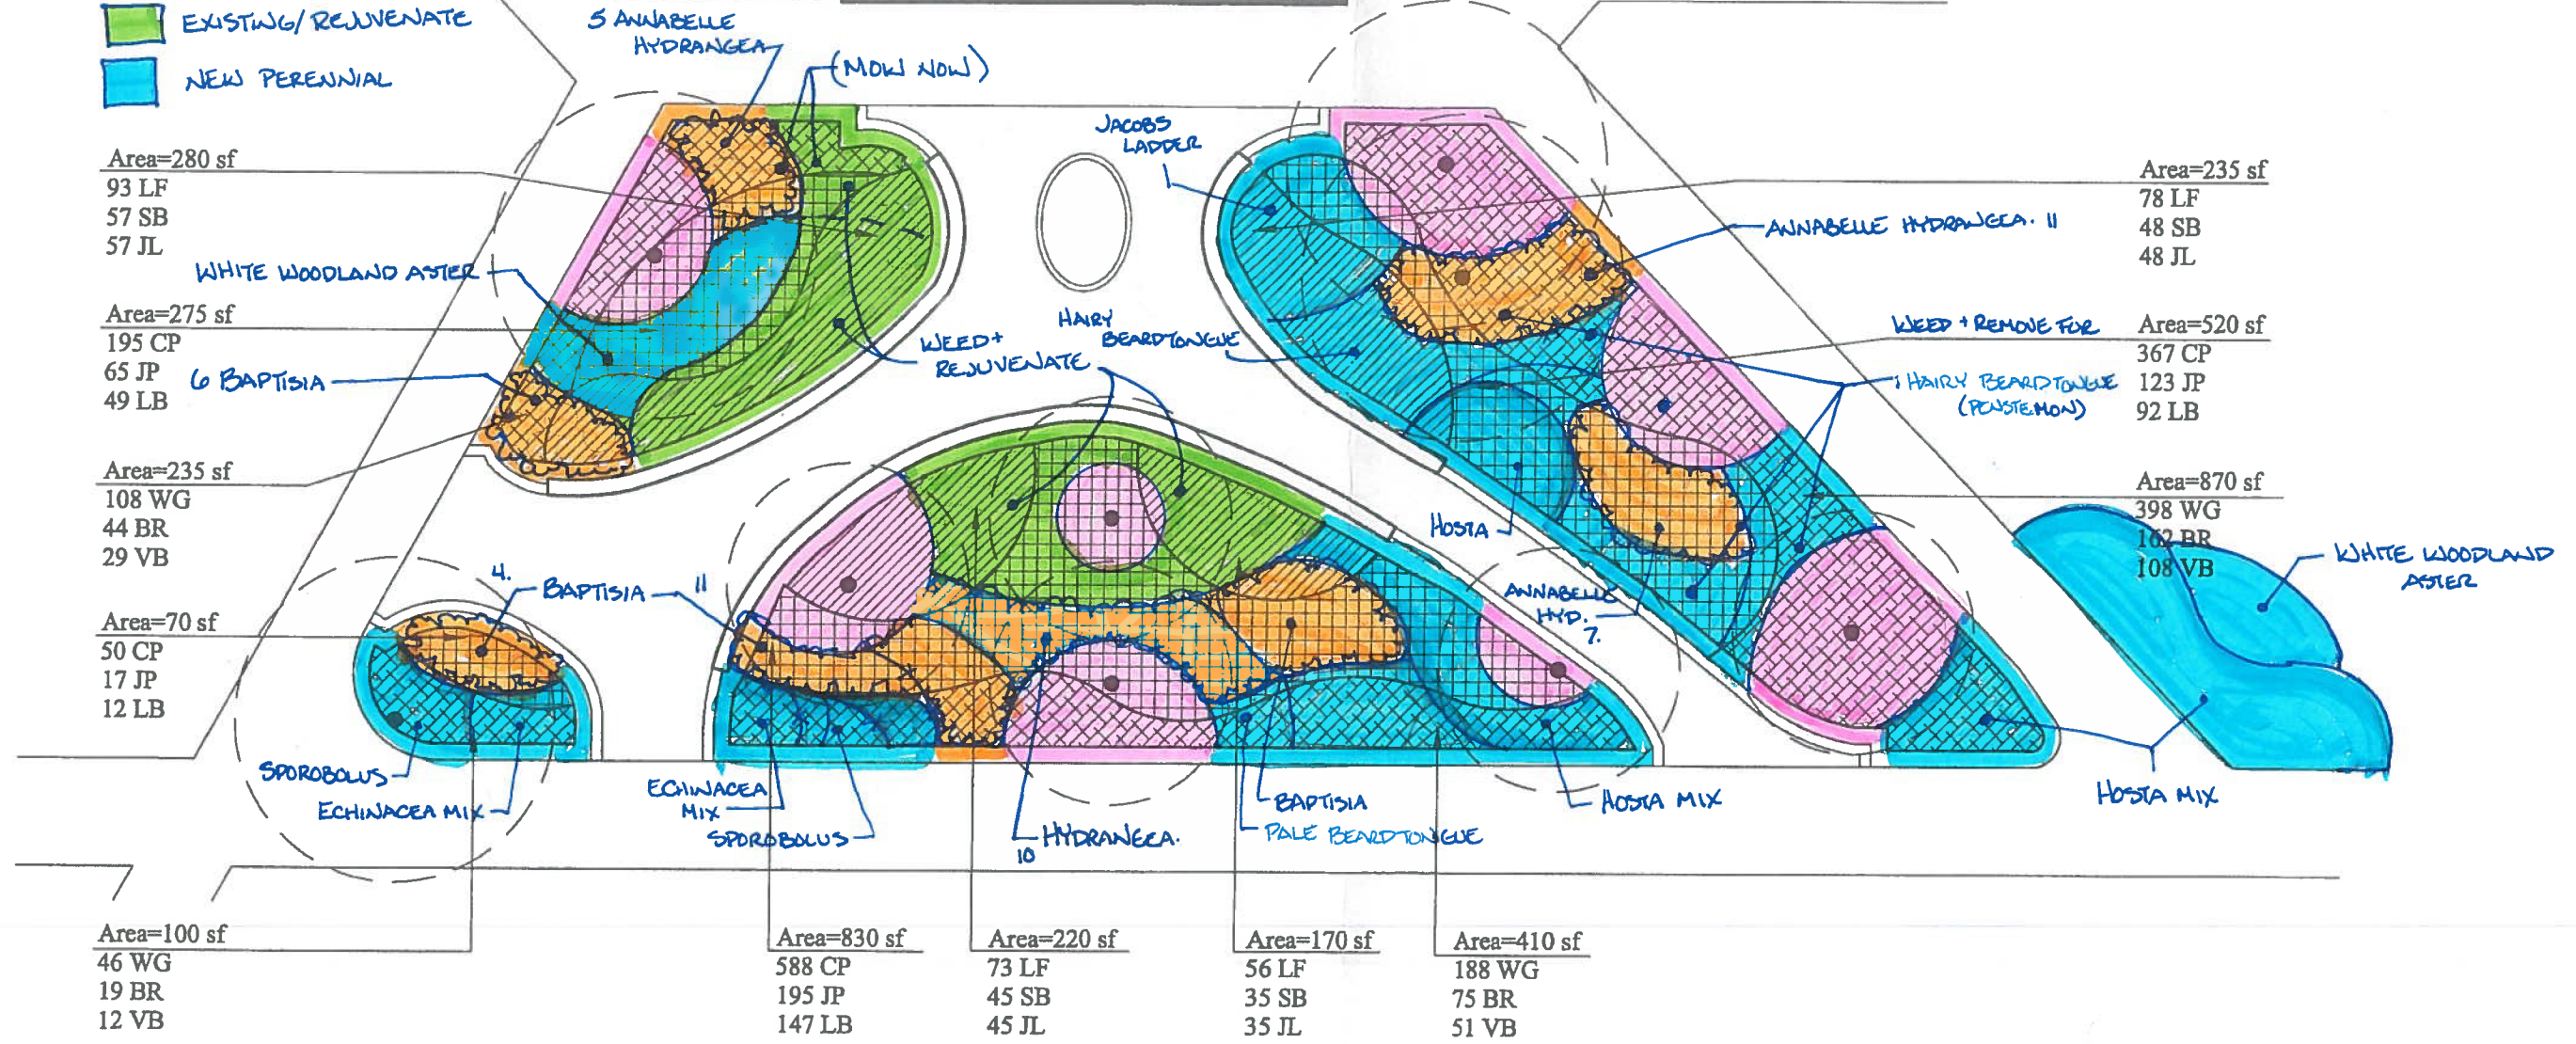 EXISTING/REJUVENATE
NEW PERENNIAL
5 ANNABELLE
HYDRANGEA
(MOW NOW)
JACOBS
LADDER
Area=280 sf
93 LF
57 SB
57 JL
WHITE WOODLAND ASTER
Area=275 sf
195 CP
65 JP
49 LB
6 BAPTISIA
Area=235 sf
108 WG
44 BR
29 VB
Area=70 sf
50 CP
17 JP
12 LB
WEED+
REJUVENATE
HAIRY
BEARDTONGUE
Area=235 sf
78 LF
48 SB
48 JL
ANNABELLE HYDRANGEA. 11
WEED + REMOVE FOR
: HAIRY BEARDTONGUE
(PENSTEMON)
Area=520 sf
367 CP
123 JP
92 LB
Area=870 sf
398 WG
162 BR
108 VB
WHITE WOODLAND
ASTER
HOSTA
ANNABELLE
HYD.
7.
4.
BAPTISIA
11
SPOROBOLUS
ECHINACEA MIX
ECHINACEA
MIX
SPOROBOLUS
10 HYDRANGEA.
BAPTISIA
PALE BEARDTONGUE
HOSTA MIX
HOSTA MIX
Area=100 sf
46 WG
19 BR
12 VB
Area=830 sf
588 CP
195 JP
147 LB
Area=220 sf
73 LF
45 SB
45 JL
Area=170 sf
56 LF
35 SB
35 JL
Area=410 sf
188 WG
75 BR
51 VB